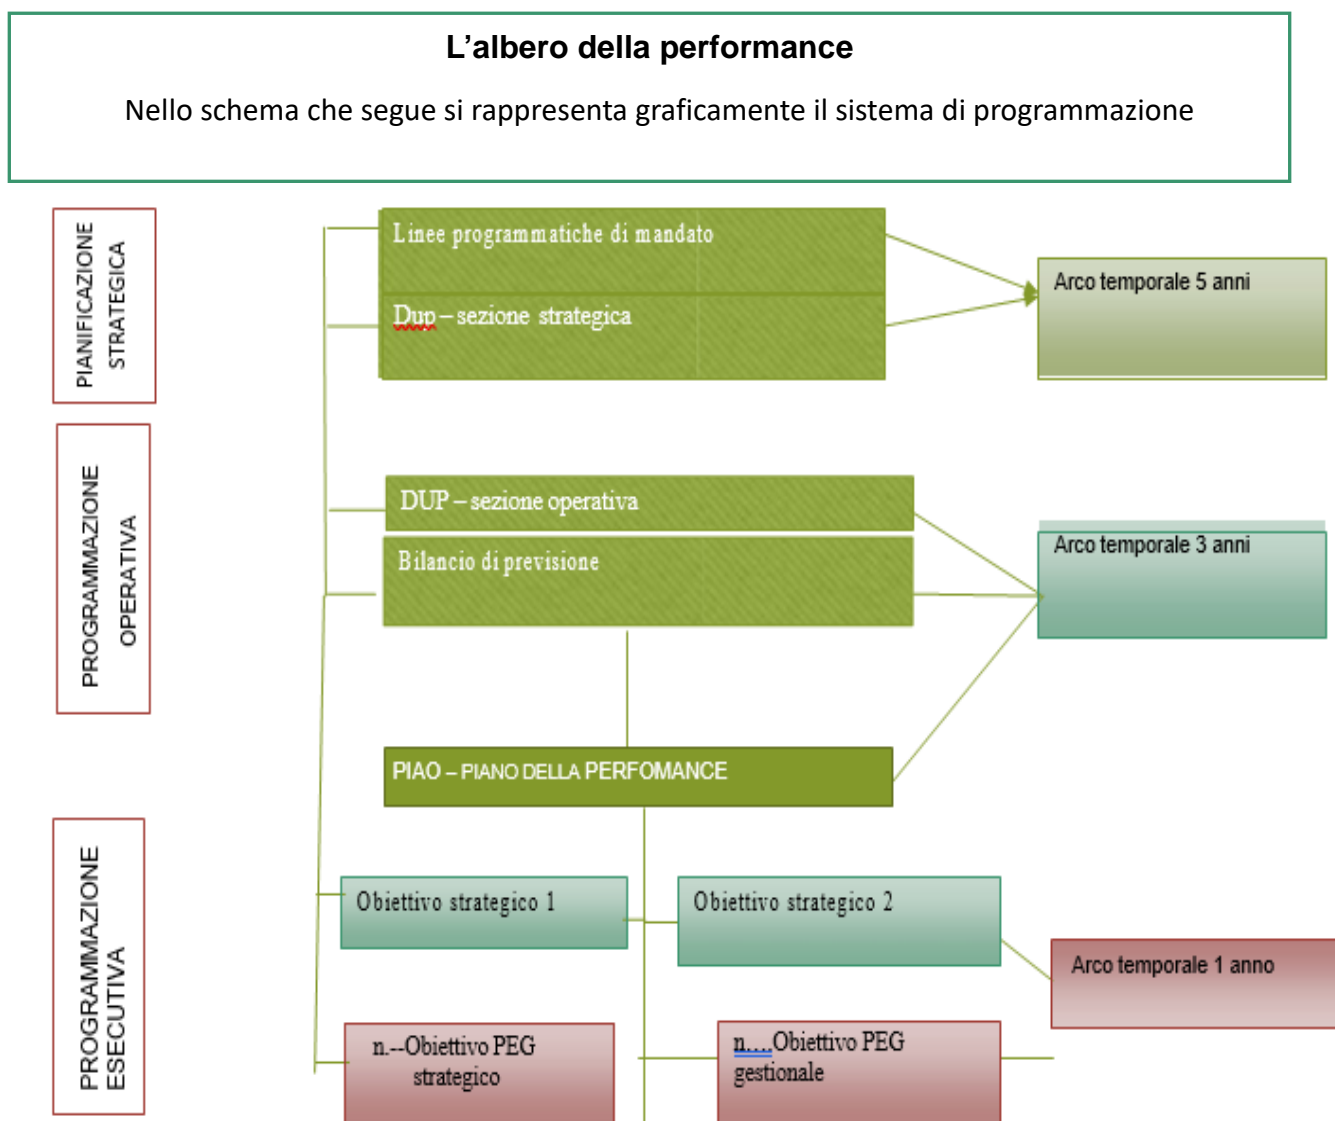 L’albero della performance
Nello schema che segue si rappresenta graficamente il sistema di programmazione
PIANIFICAZIONE
STRATEGICA
Linee programmatiche di mandato
Dup – sezione strategica
Arco temporale 5 anni
PROGRAMMAZIONE
OPERATIVA
DUP – sezione operativa
Bilancio di previsione
Arco temporale 3 anni
PIAO – PIANO DELLA PERFOMANCE
PROGRAMMAZIONE
ESECUTIVA
Obiettivo strategico 1
Obiettivo strategico 2
Arco temporale 1 anno
n.--Obiettivo PEG
strategico
n....Obiettivo PEG
gestionale